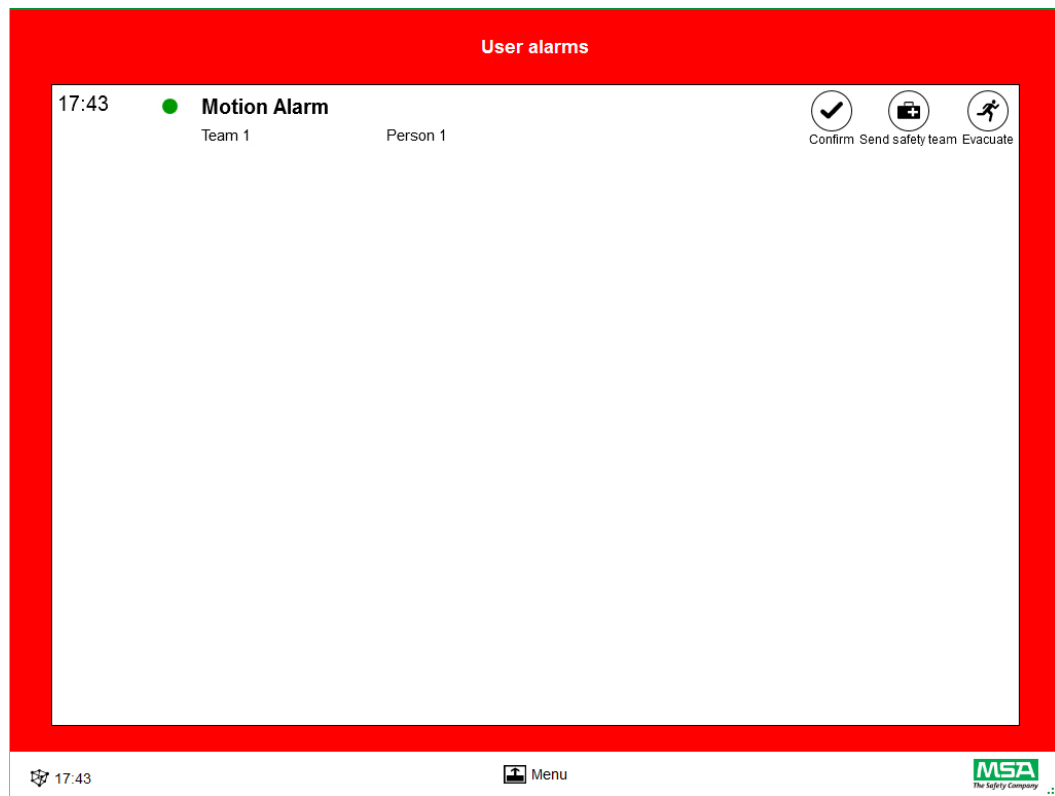 User alarms
17:43 Motion Alarm
Team 1 Person 1
Confirm Send safety team Evacuate
17:43 Menu
MSA
The Safety Company